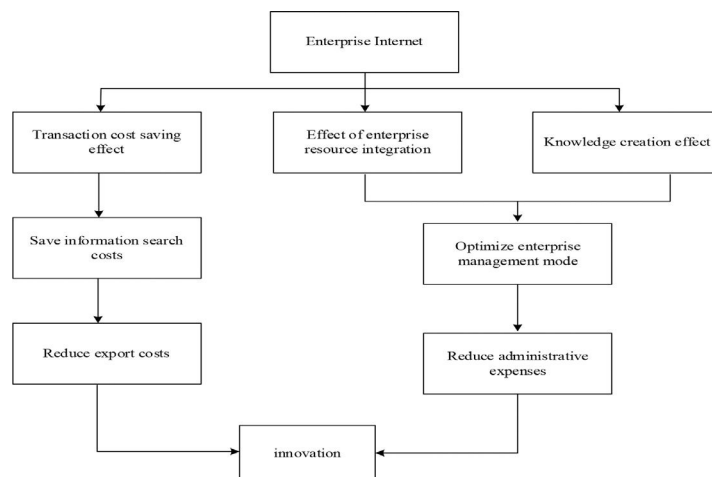 Enterprise Internet
Transaction cost saving
effect
Effect of enterprise
resource integration
Knowledge creation effect
Save information search
costs
Optimize enterprise
management mode
Reduce export costs
Reduce administrative
expenses
innovation